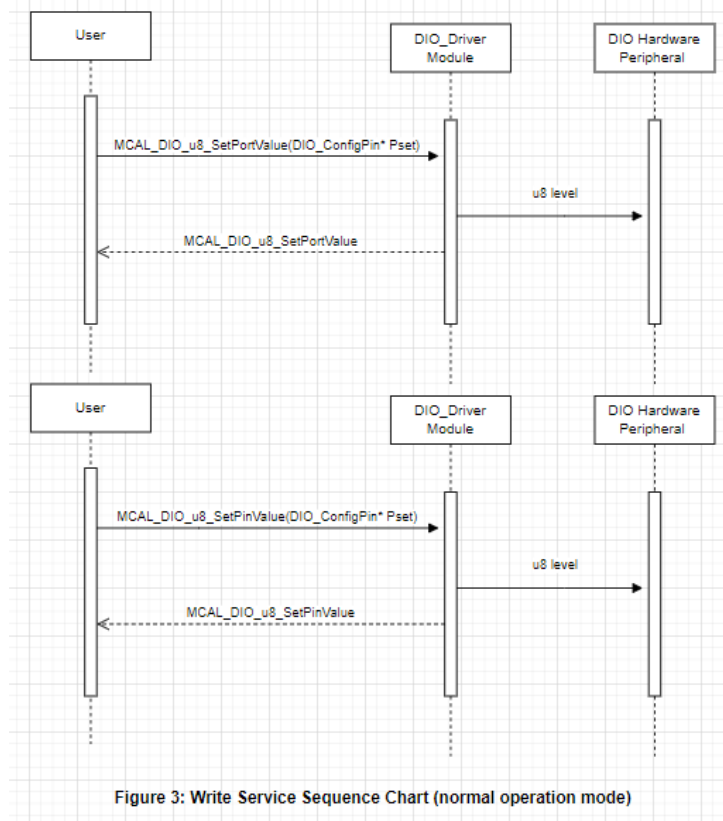 User
DIO_Driver
Module
DIO Hardware
Peripheral
MCAL_DIO_u8_SetPortValue(DIO_ConfigPin* Pset)
u8 level
MCAL_DIO_u8_SetPortValue
User
DIO_Driver
Module
DIO Hardware
Peripheral
MCAL_DIO_u8_SetPinValue(DIO_ConfigPin* Pset)
u8 level
MCAL_DIO_u8_SetPinValue
Figure 3: Write Service Sequence Chart (normal operation mode)